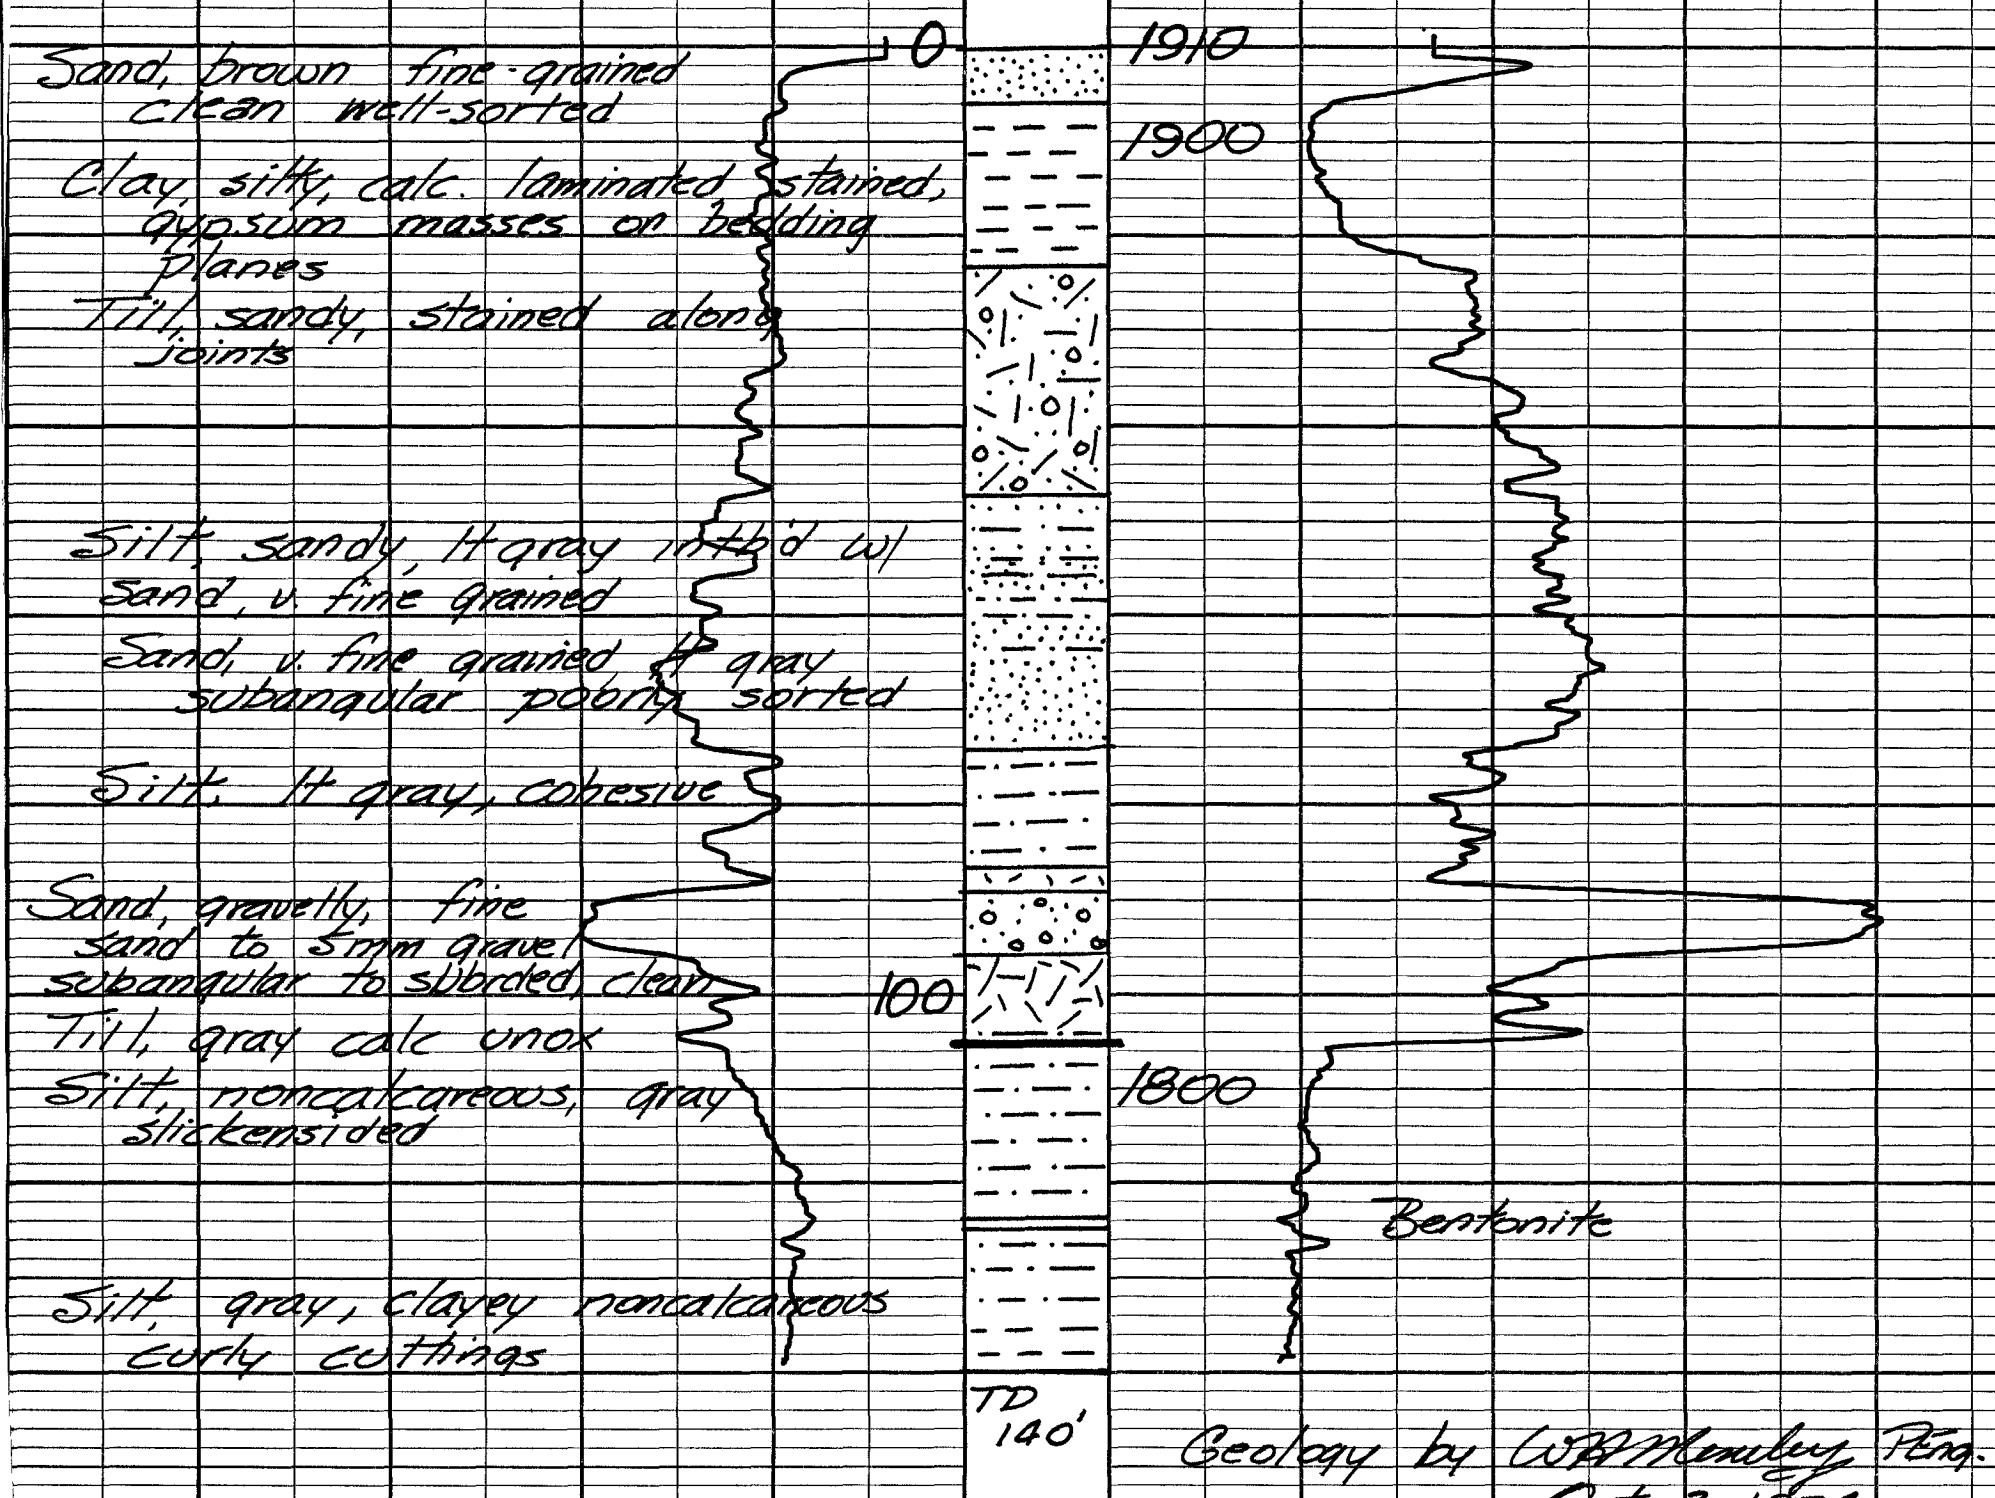 0
1910
Sand, brown fine-grained
clean well-sorted
1900
Clay, silty, calc. laminated, stained,
gypsum masses on bedding
planes
Till, sandy, stained along
joints
Silt, sandy, lt gray intb'd w/
sand, v. fine grained
Sand, v. fine grained lt gray
subangular poorly sorted
Silt, lt gray, cohesive
Sand, gravelly, fine
sand to 5mm gravel
subangular to subrded, clean
100
Till, gray calc unox
Silt, noncalcareous, gray
slickensided
1800
Bentonite
Silt, gray, clayey noncalcareous
curly cuttings
TD
140'
Geology by P.Eng.